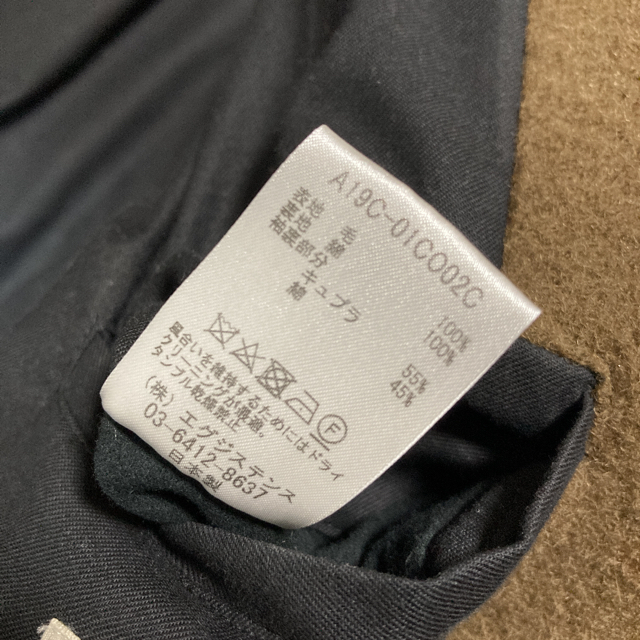 A19C-01CO02C
表地 毛 100%
裏地 綿 100%
袖裏部分
キュプラ 55%
綿 45%
F
風合いを維持するためにはドライ
クリーニングが最適。
タンブル乾燥禁止
(株) エグジステンス
03-6412-8637
日本製